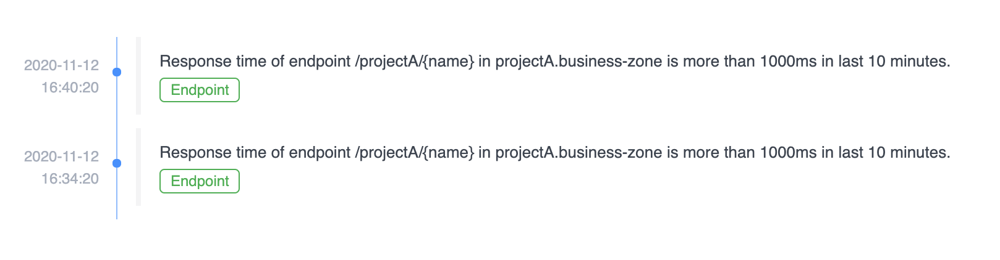 2020-11-12
16:40:20
Response time of endpoint /projectA/{name} in projectA.business-zone is more than 1000ms in last 10 minutes.
Endpoint
2020-11-12
16:34:20
Response time of endpoint /projectA/{name} in projectA.business-zone is more than 1000ms in last 10 minutes.
Endpoint